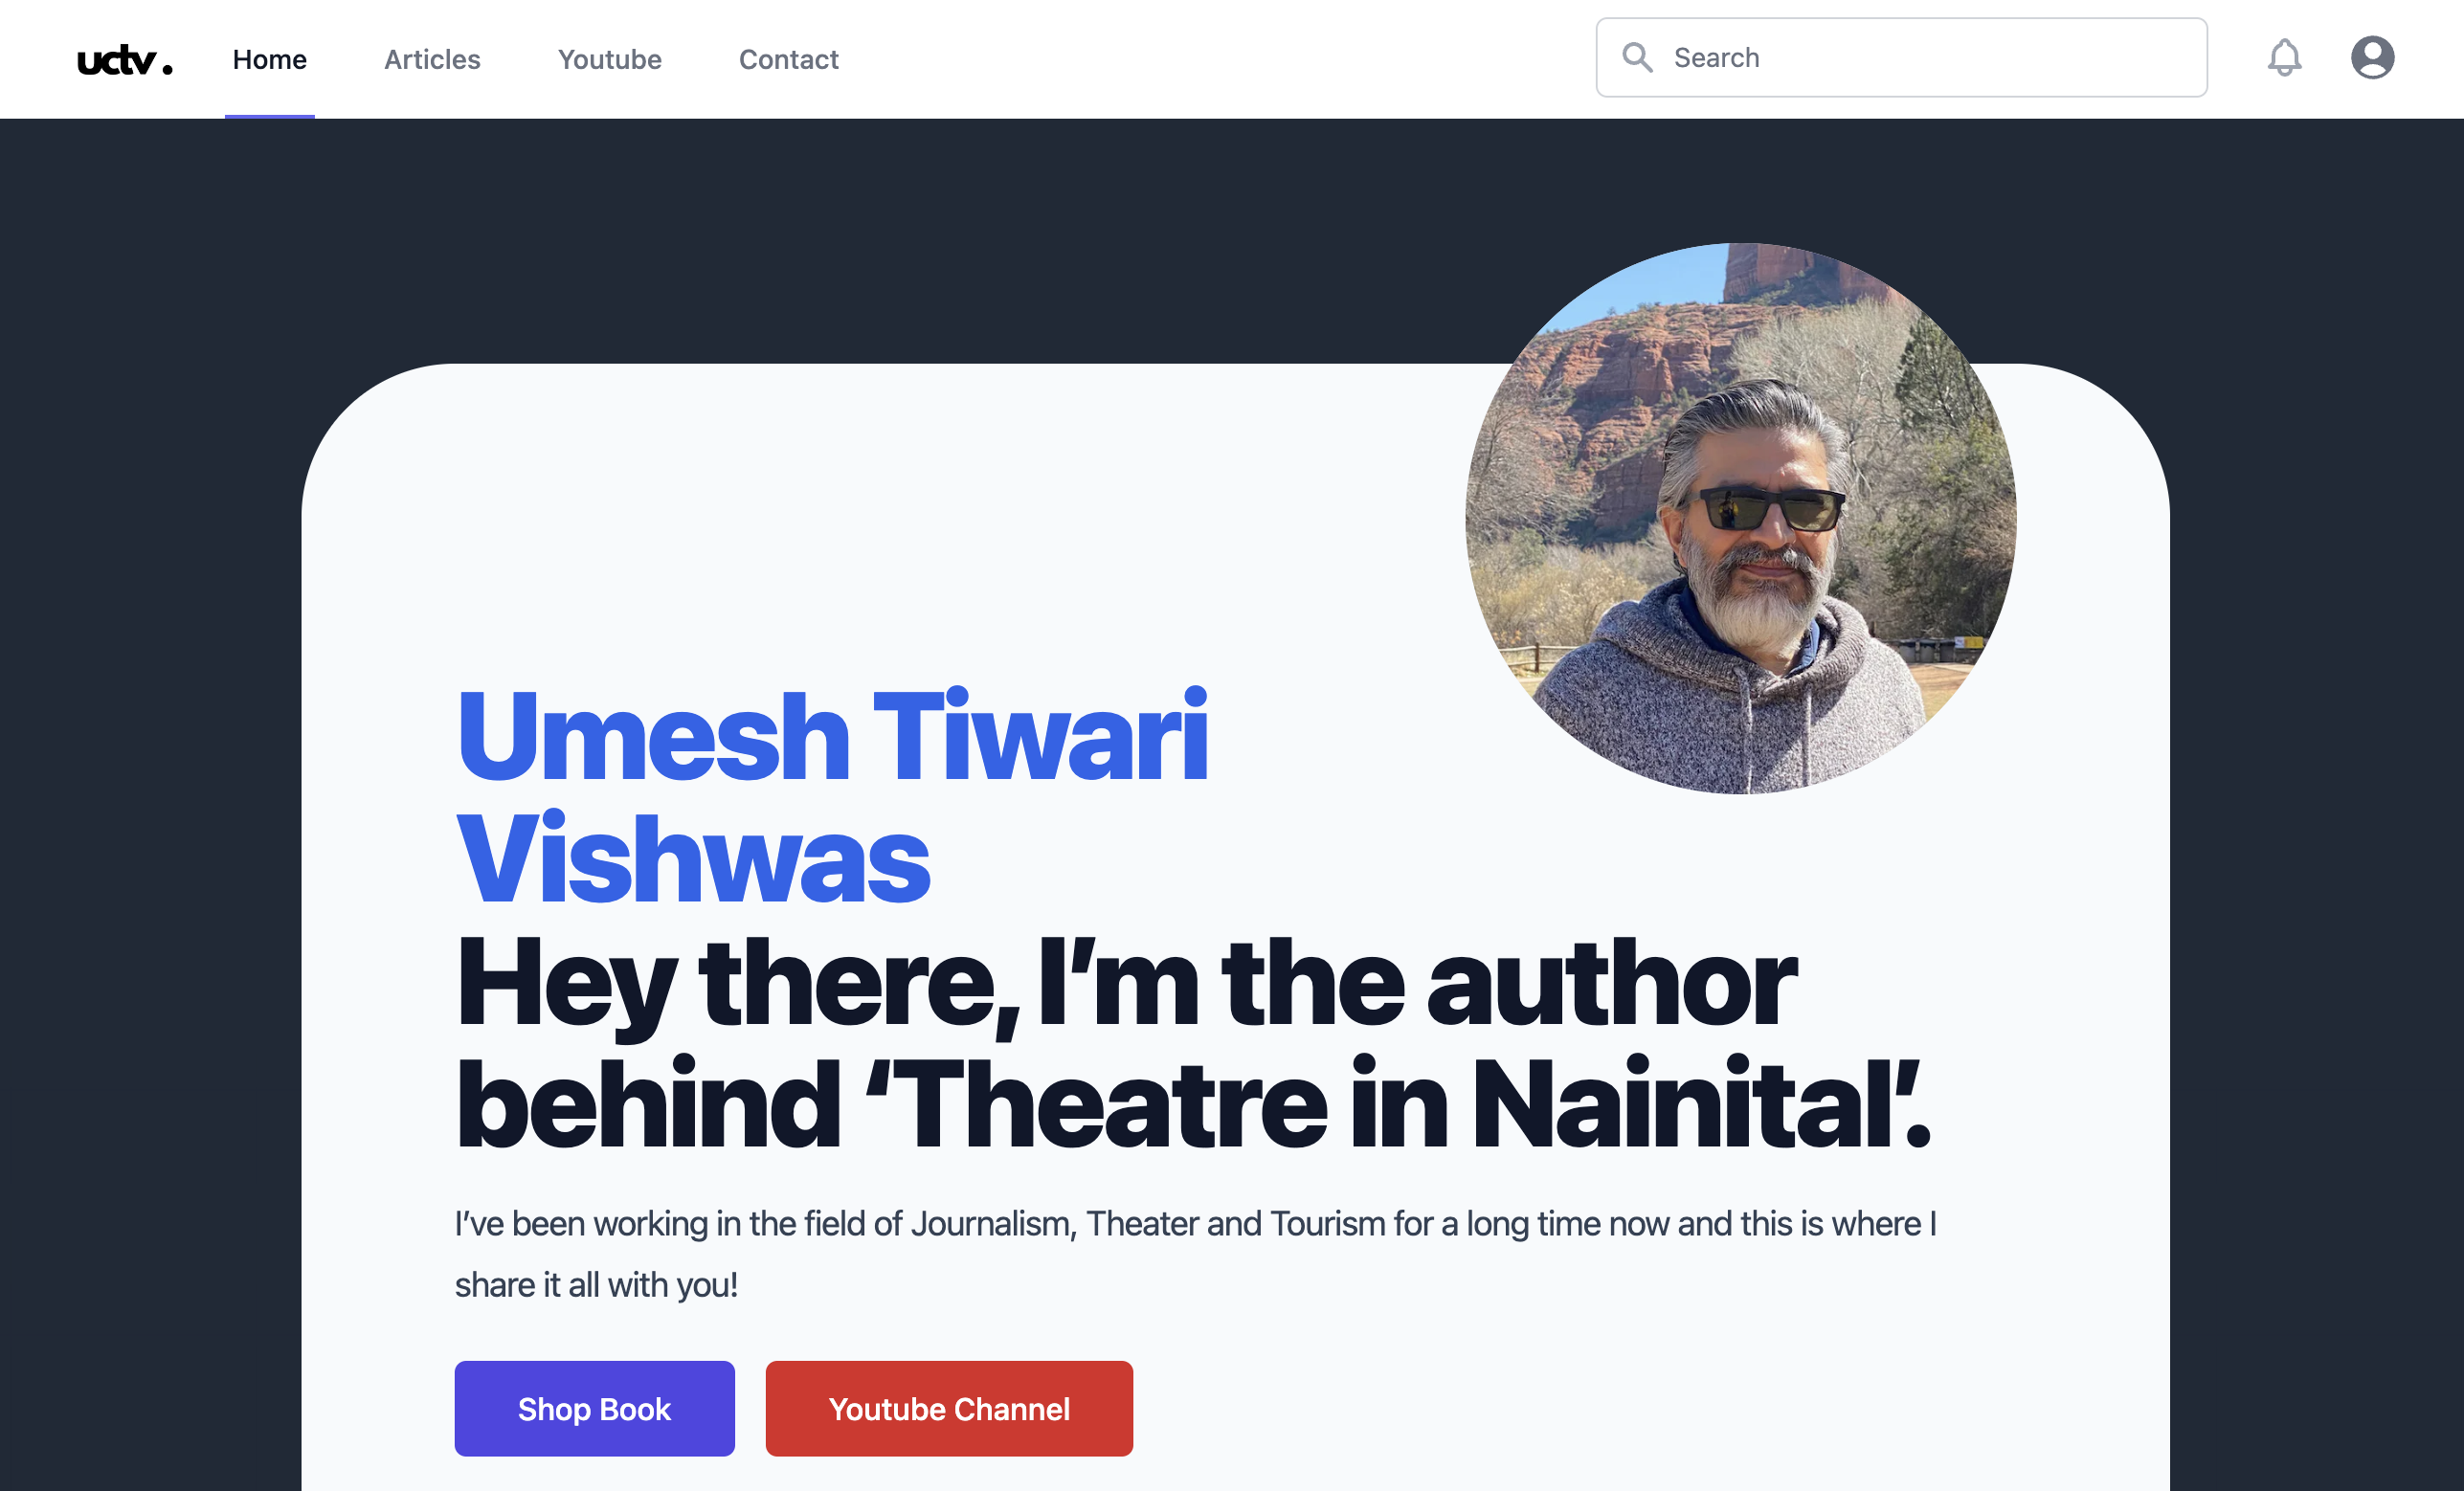 uctv.
Home
Articles
Youtube
Contact
Search
Umesh Tiwari
Vishwas
Hey there, I’m the author
behind ‘Theatre in Nainital’.
I’ve been working in the field of Journalism, Theater and Tourism for a long time now and this is where I
share it all with you!
Shop Book
Youtube Channel